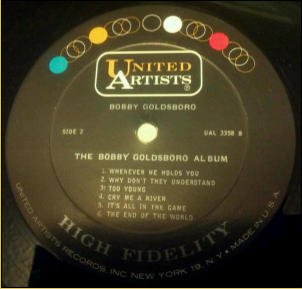 UNITED
ARTISTS
®
BOBBY GOLDSBORO
SIDE 2
UAL 3358 B
THE BOBBY GOLDSBORO ALBUM
1. WHENEVER HE HOLDS YOU
2. WHY DON'T THEY UNDERSTAND
3. TOO YOUNG
4. CRY ME A RIVER
5. IT'S ALL IN THE GAME
6. THE END OF THE WORLD
HIGH FIDELITY
UNITED ARTISTS RECORDS, INC. NEW YORK 19, N.Y. • MADE IN U.S.A.